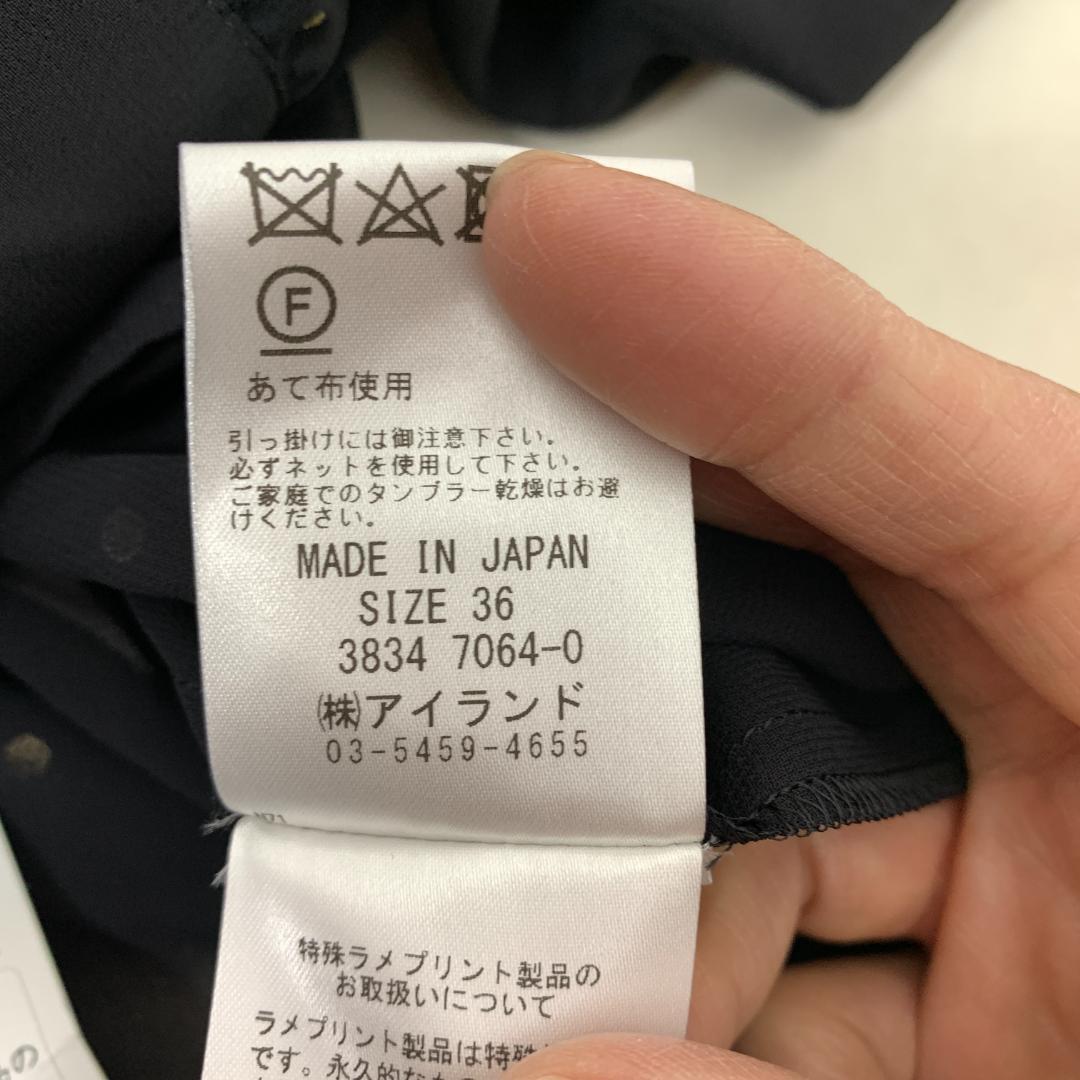 F
あて布使用
引っ掛けには御注意下さい。
必ずネットを使用して下さい。
ご家庭でのタンブラー乾燥はお避
けください。
MADE IN JAPAN
SIZE 36
3834 7064-0
㈱アイランド
03-5459-4655
特殊ラメプリント製品の
お取扱いについて
ラメプリント製品は特殊
です。永久的な
の